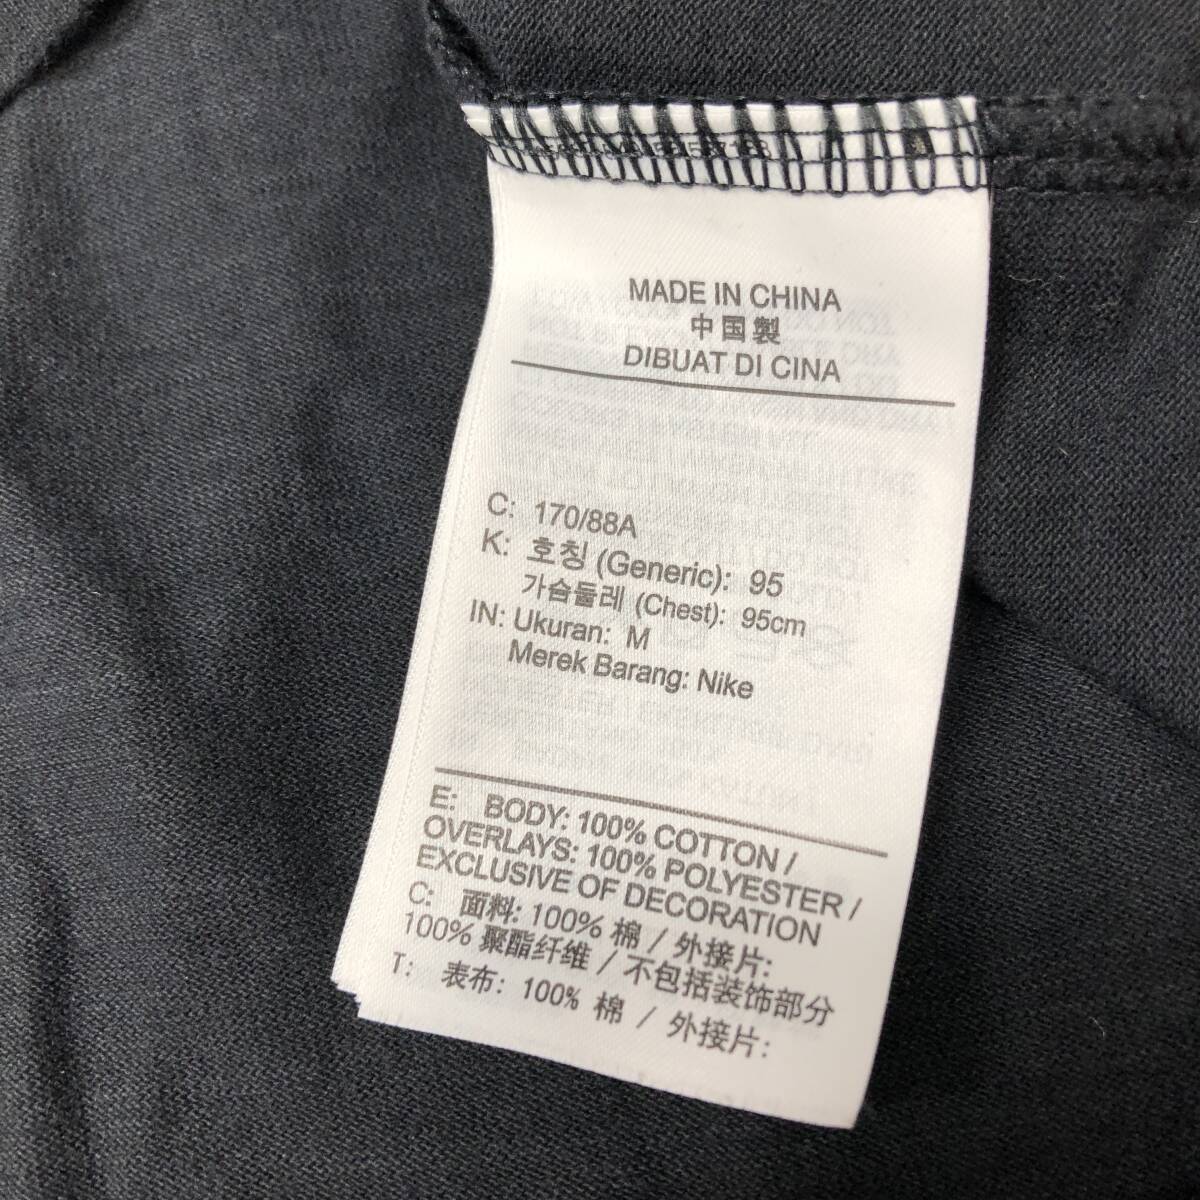 MADE IN CHINA
中国製
DIBUAT DI CINA
C: 170/88A
K: 호칭 (Generic): 95
가슴둘레 (Chest): 95cm
IN: Ukuran: M
Merek Barang: Nike
E: BODY: 100% COTTON /
OVERLAYS: 100% POLYESTER /
EXCLUSIVE OF DECORATION
C: 面料: 100% 棉 / 外接片:
100% 聚酯纤维 / 不包括装饰部分
T: 表布: 100% 棉 / 外接片: